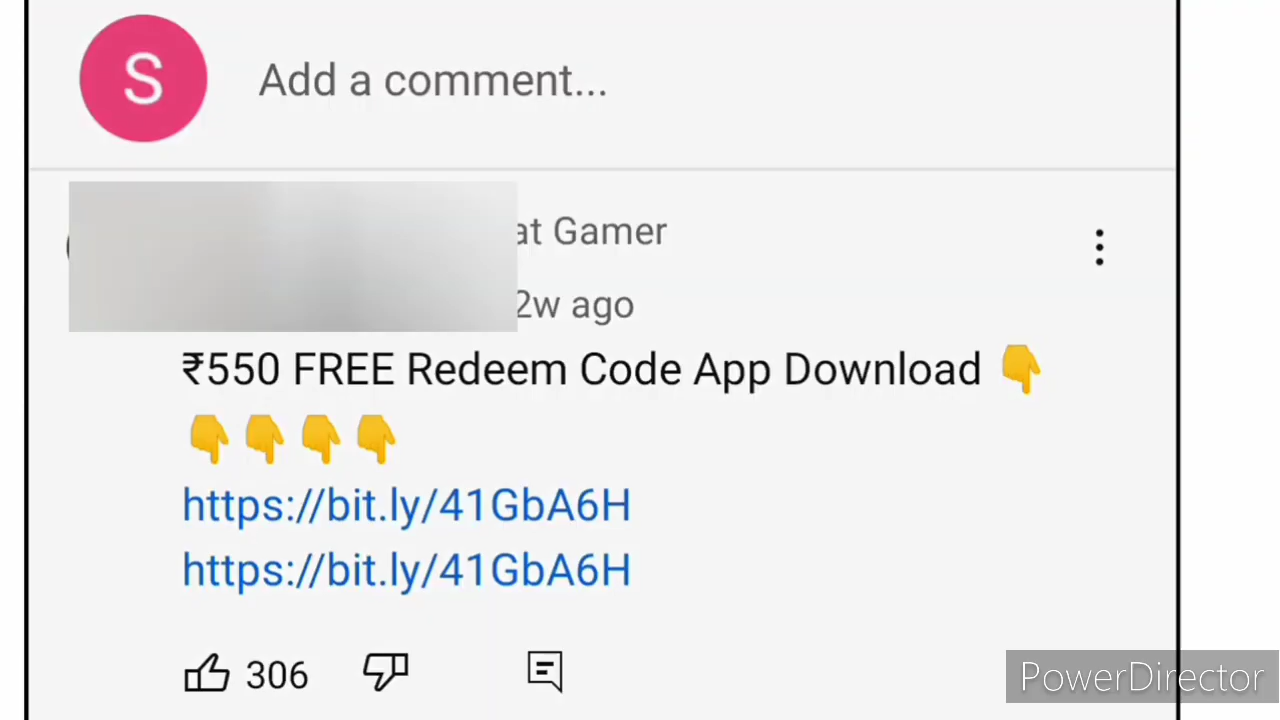 S
Add a comment...
at Gamer
2w ago
₹550 FREE Redeem Code App Download 👇
👇👇👇👇
https://bit.ly/41GbA6H
https://bit.ly/41GbA6H
306
PowerDirector